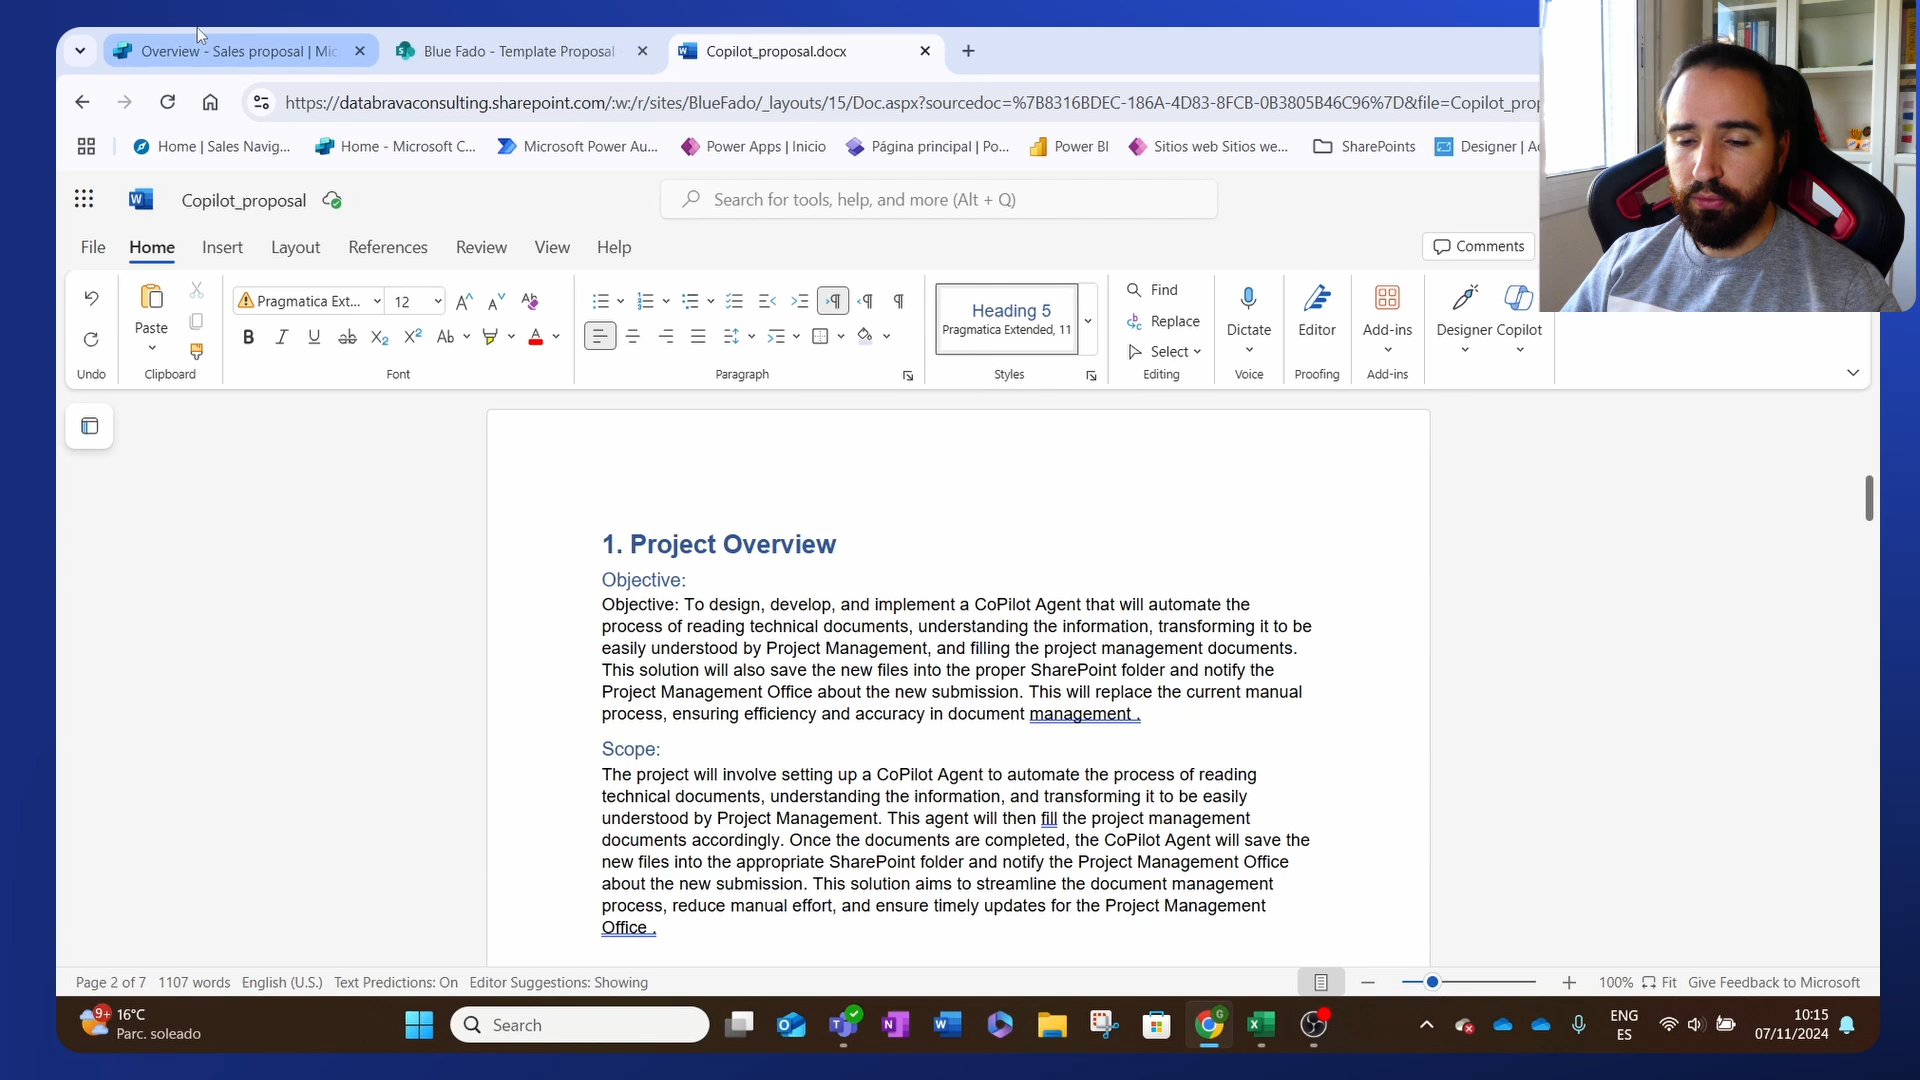 Overview - Sales proposal | Mic
Blue Fado - Template Proposal
Copilot_proposal.docx
https://databravaconsulting.sharepoint.com/:w:/r/sites/BlueFado/_layouts/15/Doc.aspx?sourcedoc=%7B8316BDEC-186A-4D83-8FCB-0B3805B46C96%7D&file=Copilot_prop
Home | Sales Navig...
Home - Microsoft C...
Microsoft Power Au...
Power Apps | Inicio
Página principal | Po...
Power BI
Sitios web Sitios we...
SharePoints
Designer | A
Copilot_proposal
Search for tools, help, and more (Alt + Q)
File Home Insert Layout References Review View Help
Comments
Paste
Pragmatica Ext... 12
Heading 5
Pragmatica Extended, 11
Find
Replace
Select
Dictate
Editor
Add-ins
Designer
Copilot
Undo
Clipboard
Font
Paragraph
Styles
Editing
Voice
Proofing
Add-ins
1. Project Overview
Objective:
Objective: To design, develop, and implement a CoPilot Agent that will automate the
process of reading technical documents, understanding the information, transforming it to be
easily understood by Project Management, and filling the project management documents.
This solution will also save the new files into the proper SharePoint folder and notify the
Project Management Office about the new submission. This will replace the current manual
process, ensuring efficiency and accuracy in document management .
Scope:
The project will involve setting up a CoPilot Agent to automate the process of reading
technical documents, understanding the information, and transforming it to be easily
understood by Project Management. This agent will then fill the project management
documents accordingly. Once the documents are completed, the CoPilot Agent will save the
new files into the appropriate SharePoint folder and notify the Project Management Office
about the new submission. This solution aims to streamline the document management
process, reduce manual effort, and ensure timely updates for the Project Management
Office .
Page 2 of 7 1107 words English (U.S.) Text Predictions: On Editor Suggestions: Showing
100% Fit Give Feedback to Microsoft
9+
16°C
Parc. soleado
Search
ENG
ES
10:15
07/11/2024